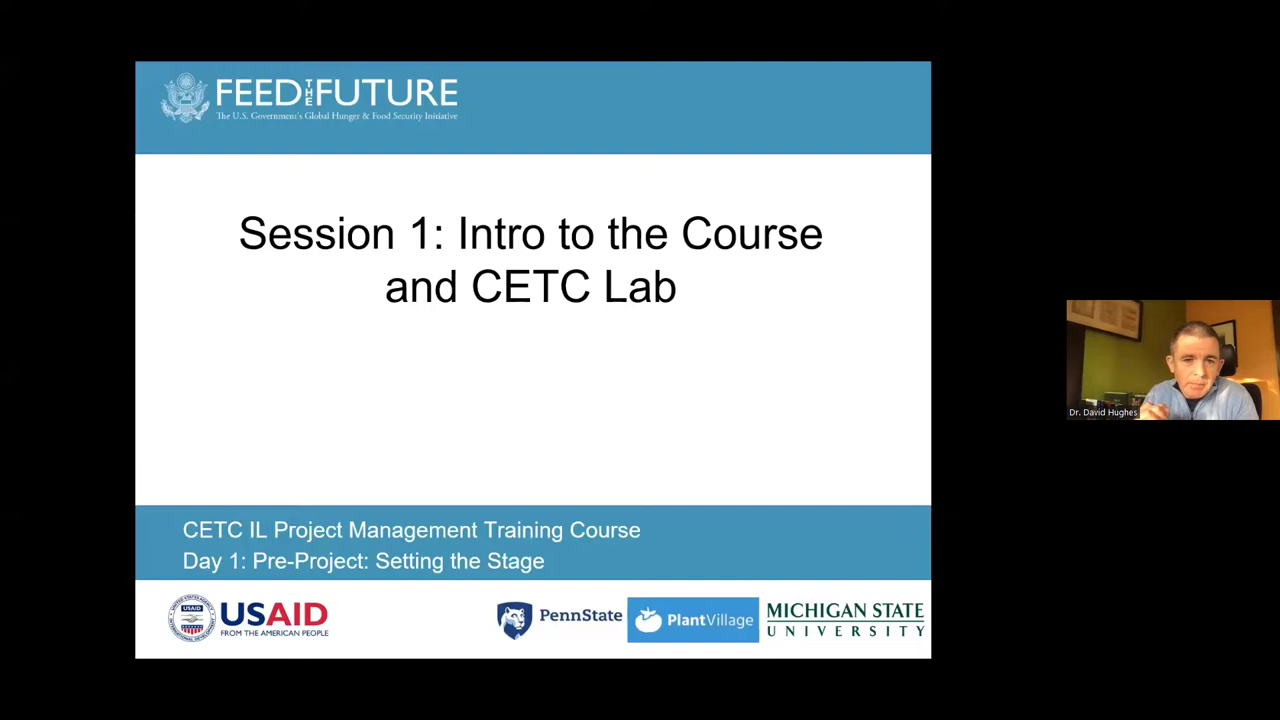 FEED THE FUTURE
The U.S. Government's Global Hunger & Food Security Initiative
Session 1: Intro to the Course
and CETC Lab
Dr. David Hughes
CETC IL Project Management Training Course
Day 1: Pre-Project: Setting the Stage
USAID
FROM THE AMERICAN PEOPLE
PennState
PlantVillage
MICHIGAN STATE
UNIVERSITY